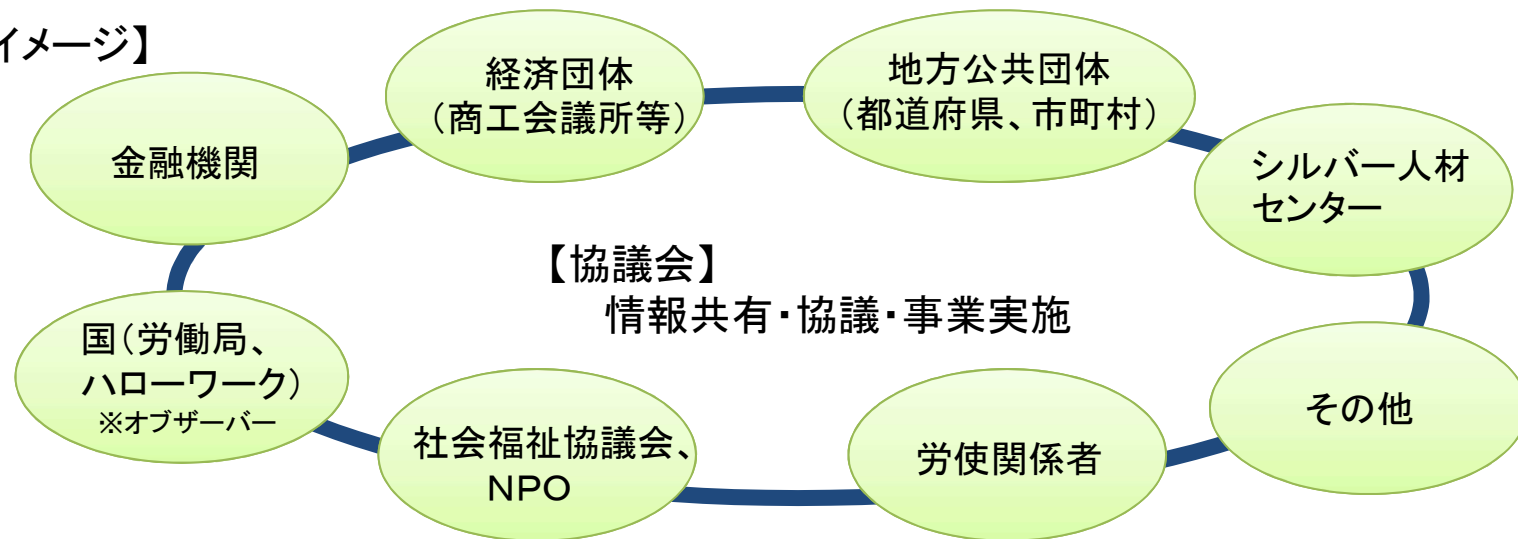 イメージ】
経済団体
（商工会議所等）
地方公共団体
（都道府県、市町村）
金融機関
シルバー人材
センター
【協議会】
情報共有・協議・事業実施
国（労働局、
ハローワーク）
※オブザーバー
社会福祉協議会、
NPO
労使関係者
その他